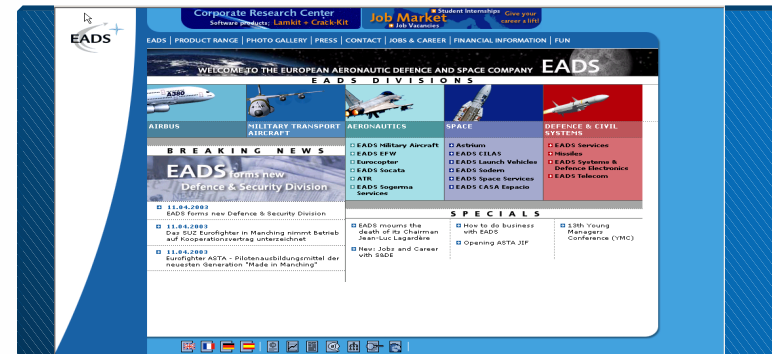 Corporate Research Center
Software products: Lamkit + Crack-Kit
Job Market
Student Internships
Job Vacancies
Give your
career a lift!
EADS
EADS | PRODUCT RANGE | PHOTO GALLERY | PRESS | CONTACT | JOBS & CAREER | FINANCIAL INFORMATION | FUN
WELCOME TO THE EUROPEAN AERONAUTIC DEFENCE AND SPACE COMPANY EADS
EADS DIVISIONS
A380
AIRBUS
MILITARY TRANSPORT
AIRCRAFT
AERONAUTICS
SPACE
DEFENCE & CIVIL
SYSTEMS
EADS Military Aircraft
EADS EFW
Eurocopter
EADS Socata
ATR
EADS Sogerma
Services
Astrium
EADS CILAS
EADS Launch Vehicles
EADS Sodern
EADS Space Services
EADS CASA Espacio
EADS Services
Missiles
EADS Systems &
Defence Electronics
EADS Telecom
BREAKING NEWS
EADS forms new
Defence & Security Division
11.04.2003
EADS forms new Defence & Security Division
11.04.2003
Das SUZ Eurofighter in Manching nimmt Betrieb
auf Kooperationsvertrag unterzeichnet
11.04.2003
Eurofighter ASTA - Pilotenausbildungsmittel der
neuesten Generation "Made in Manching"
SPECIALS
EADS mourns the
death of its Chairman
Jean-Luc Lagardère
New: Jobs and Career
with S&DE
How to do business
with EADS
Opening ASTA JIF
13th Young
Managers
Conference (YMC)